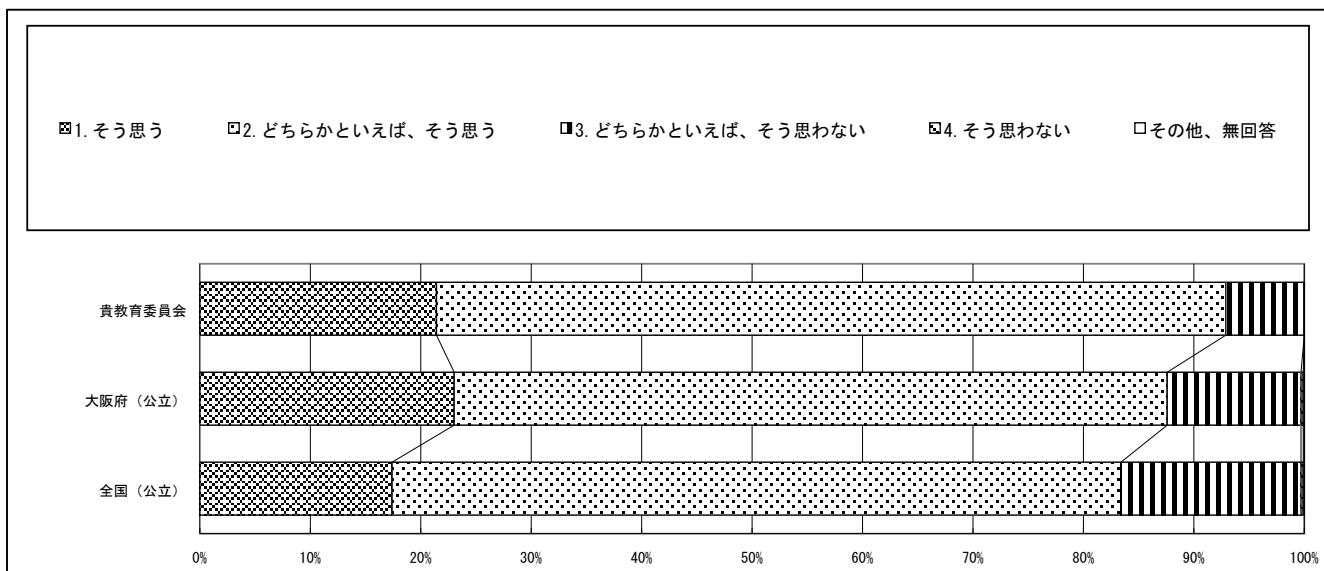 1. そう思う 2. どちらかといえば、そう思う 3. どちらかといえば、そう思わない 4. そう思わない その他、無回答
貴教育委員会
大阪府（公立）
全国（公立）
0% 10% 20% 30% 40% 50% 60% 70% 80% 90% 100%